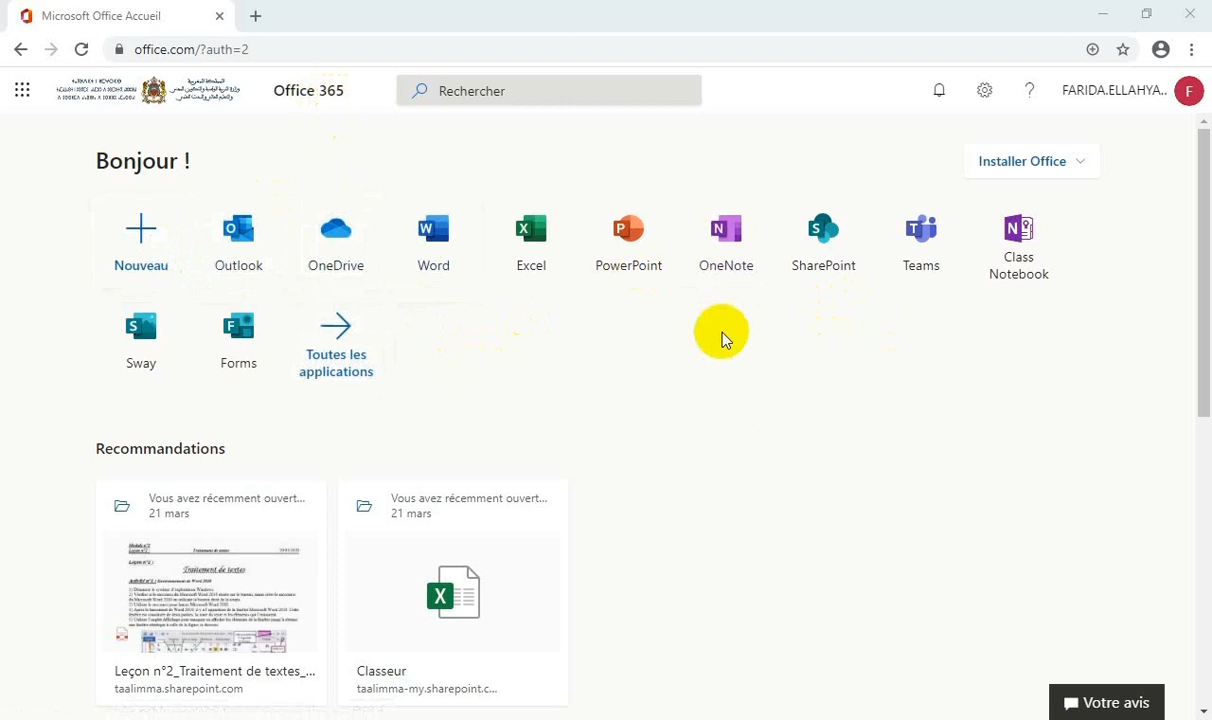 Microsoft Office Accueil
office.com/?auth=2
Office 365
Rechercher
FARIDA.ELLAHYA..
F
Bonjour !
Installer Office
Nouveau
Outlook
OneDrive
Word
Excel
PowerPoint
OneNote
SharePoint
Teams
Class
Notebook
Sway
Forms
Toutes les
applications
Recommandations
Vous avez récemment ouvert...
21 mars
Vous avez récemment ouvert...
21 mars
Traitement de textes
Leçon n°2_Traitement de textes_...
taalimma.sharepoint.com
Classeur
taalimma-my.sharepoint.c...
Votre avis